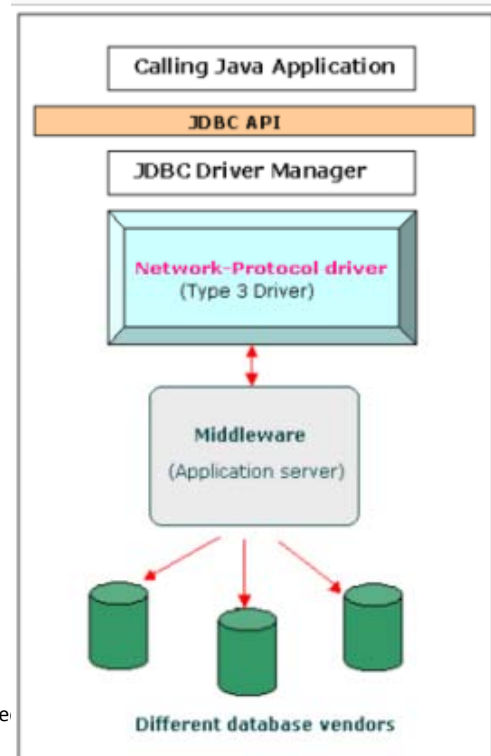 Calling Java Application
JDBC API
JDBC Driver Manager
Network-Protocol driver
(Type 3 Driver)
Middleware
(Application server)
Different database vendors